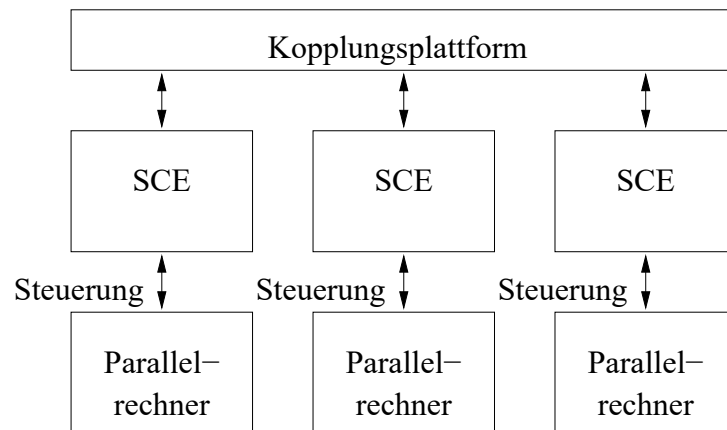 Kopplungsplattform
SCE SCE SCE
Steuerung Steuerung Steuerung
Parallel− Parallel− Parallel−
rechner rechner rechner